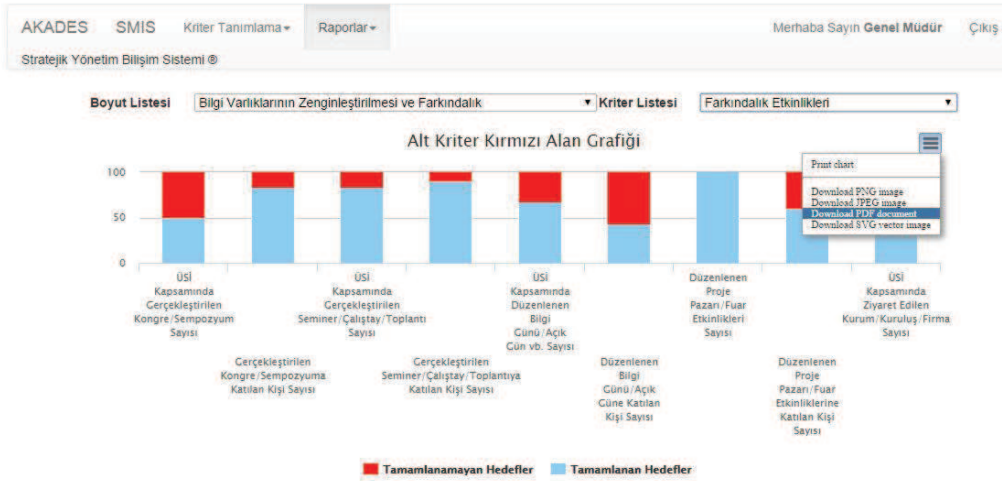 AKADES SMIS Kriter Tanımlama Raporlar Merhaba Sayın Genel Müdür Çıkış
Stratejik Yönetim Bilişim Sistemi ®
Boyut Listesi Bilgi Varlıklarının Zenginleştirilmesi ve Farkındalık Kriter Listesi Farkındalık Etkinlikleri
Alt Kriter Kırmızı Alan Grafiği
Print chart
Download PNG image
Download JPEG image
Download PDF document
Download SVG vector image
100
50
0
ÜSİ
Kapsamında
Gerçekleştirilen
Kongre/Sempozyum
Sayısı
Gerçekleştirilen
Kongre/Sempozyuma
Katılan Kişi Sayısı
ÜSİ
Kapsamında
Gerçekleştirilen
Seminer/Çalıştay/Toplantı
Sayısı
Gerçekleştirilen
Seminer/Çalıştay/Toplantıya
Katılan Kişi Sayısı
ÜSİ
Kapsamında
Düzenlenen
Bilgi
Günü/Açık
Gün vb. Sayısı
Düzenlenen
Bilgi
Günü/Açık
Güne Katılan
Kişi Sayısı
Düzenlenen
Proje
Pazarı/Fuar
Etkinlikleri
Sayısı
Düzenlenen
Proje
Pazarı/Fuar
Etkinliklerine
Katılan Kişi
Sayısı
ÜSİ
Kapsamında
Ziyaret Edilen
Kurum/Kuruluş/Firma
Sayısı
Tamamlanamayan Hedefler Tamamlanan Hedefler